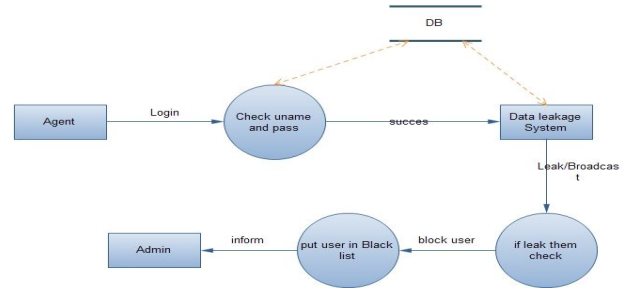 DB
Agent
Login
Check uname
and pass
succes
Data leakage
System
Leak/Broadcas
t
Admin
inform
put user in Black
list
block user
if leak them
check